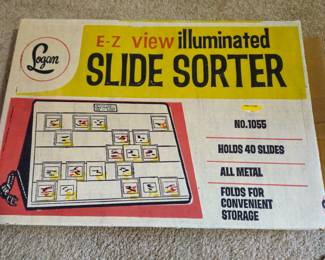 Logan
E-Z view illuminated
SLIDE SORTER
NO. 1055
HOLDS 40 SLIDES
ALL METAL
FOLDS FOR
CONVENIENT
STORAGE